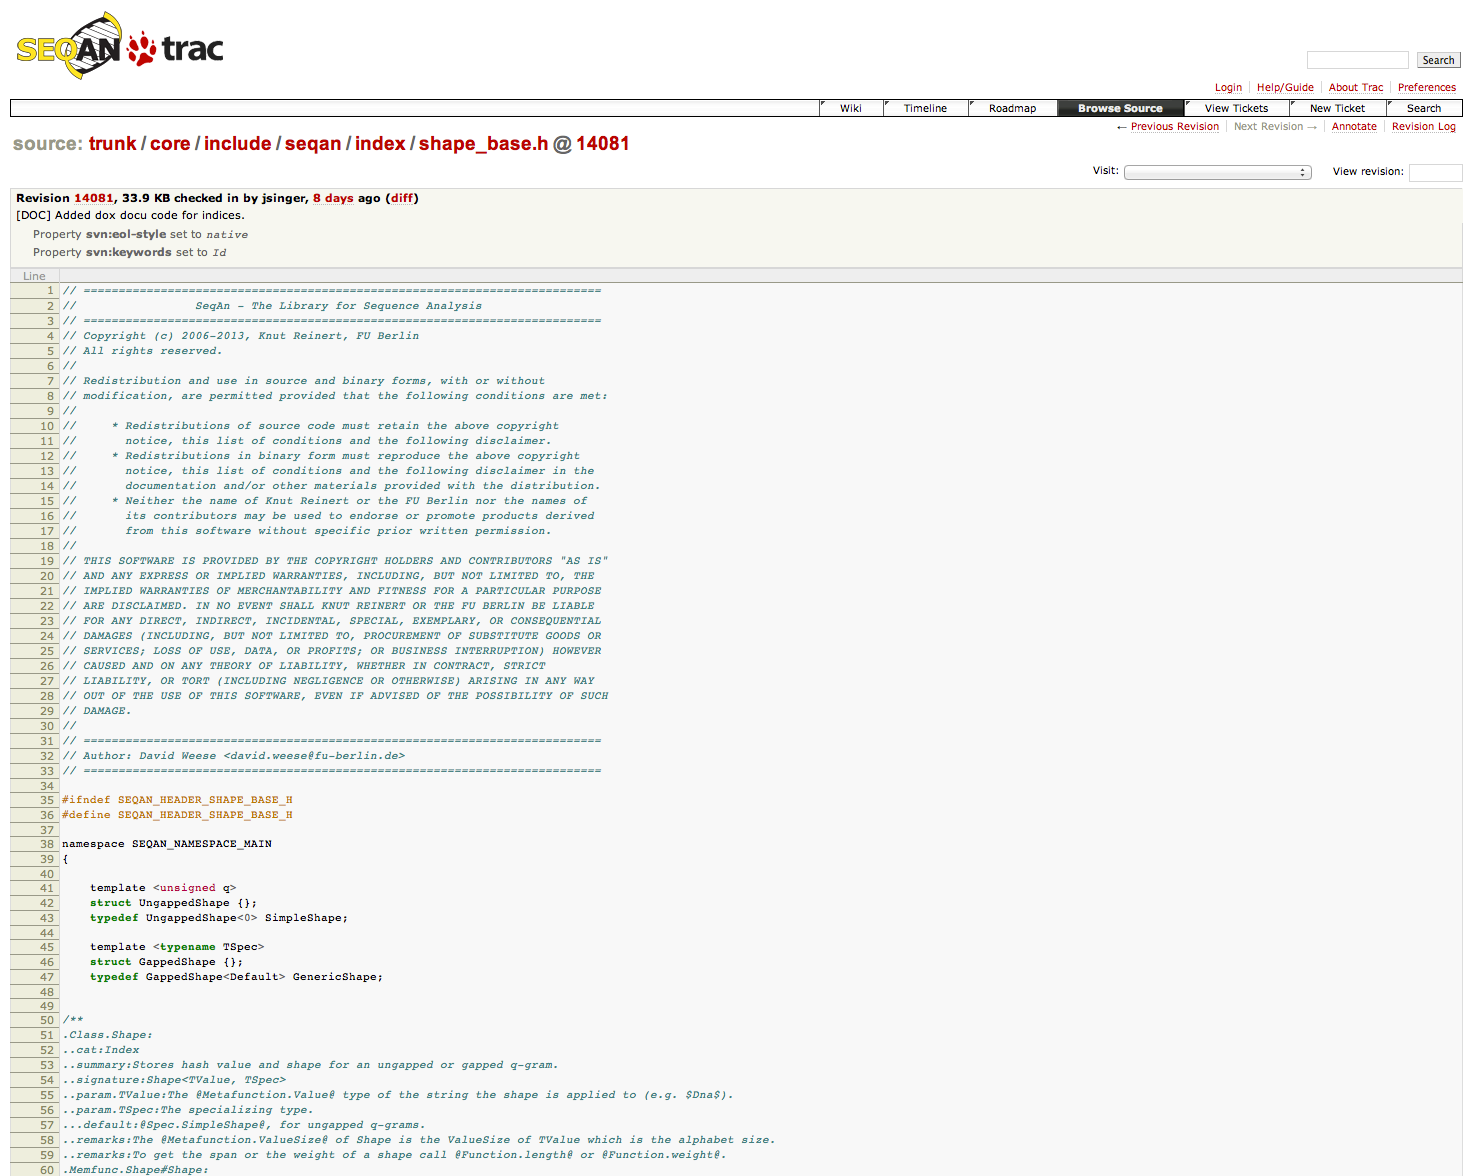 SEQAN trac
Search
Login Help/Guide About Trac Preferences
Wiki Timeline Roadmap Browse Source View Tickets New Ticket Search
← Previous Revision Next Revision → Annotate Revision Log
source: trunk / core / include / seqan / index / shape_base.h @ 14081
Visit: View revision:
Revision 14081, 33.9 KB checked in by jsinger, 8 days ago (diff)
[DOC] Added dox docu code for indices.
Property svn:eol-style set to native
Property svn:keywords set to Id
Line
1 // ==========================================================================
2 //                 SeqAn - The Library for Sequence Analysis
3 // ==========================================================================
4 // Copyright (c) 2006-2013, Knut Reinert, FU Berlin
5 // All rights reserved.
6 //
7 // Redistribution and use in source and binary forms, with or without
8 // modification, are permitted provided that the following conditions are met:
9 //
10 //     * Redistributions of source code must retain the above copyright
11 //       notice, this list of conditions and the following disclaimer.
12 //     * Redistributions in binary form must reproduce the above copyright
13 //       notice, this list of conditions and the following disclaimer in the
14 //       documentation and/or other materials provided with the distribution.
15 //     * Neither the name of Knut Reinert or the FU Berlin nor the names of
16 //       its contributors may be used to endorse or promote products derived
17 //       from this software without specific prior written permission.
18 //
19 // THIS SOFTWARE IS PROVIDED BY THE COPYRIGHT HOLDERS AND CONTRIBUTORS "AS IS"
20 // AND ANY EXPRESS OR IMPLIED WARRANTIES, INCLUDING, BUT NOT LIMITED TO, THE
21 // IMPLIED WARRANTIES OF MERCHANTABILITY AND FITNESS FOR A PARTICULAR PURPOSE
22 // ARE DISCLAIMED. IN NO EVENT SHALL KNUT REINERT OR THE FU BERLIN BE LIABLE
23 // FOR ANY DIRECT, INDIRECT, INCIDENTAL, SPECIAL, EXEMPLARY, OR CONSEQUENTIAL
24 // DAMAGES (INCLUDING, BUT NOT LIMITED TO, PROCUREMENT OF SUBSTITUTE GOODS OR
25 // SERVICES; LOSS OF USE, DATA, OR PROFITS; OR BUSINESS INTERRUPTION) HOWEVER
26 // CAUSED AND ON ANY THEORY OF LIABILITY, WHETHER IN CONTRACT, STRICT
27 // LIABILITY, OR TORT (INCLUDING NEGLIGENCE OR OTHERWISE) ARISING IN ANY WAY
28 // OUT OF THE USE OF THIS SOFTWARE, EVEN IF ADVISED OF THE POSSIBILITY OF SUCH
29 // DAMAGE.
30 //
31 // ==========================================================================
32 // Author: David Weese <david.weese@fu-berlin.de>
33 // ==========================================================================
34
35 #ifndef SEQAN_HEADER_SHAPE_BASE_H
36 #define SEQAN_HEADER_SHAPE_BASE_H
37
38 namespace SEQAN_NAMESPACE_MAIN
39 {
40
41     template <unsigned q>
42     struct UngappedShape {};
43     typedef UngappedShape<0> SimpleShape;
44
45     template <typename TSpec>
46     struct GappedShape {};
47     typedef GappedShape<Default> GenericShape;
48
49
50 /**
51 .Class.Shape:
52 ..cat:Index
53 ..summary:Stores hash value and shape for an ungapped or gapped q-gram.
54 ..signature:Shape<TValue, TSpec>
55 ..param.TValue:The @Metafunction.Value@ type of the string the shape is applied to (e.g. $Dna$).
56 ..param.TSpec:The specializing type.
57 ...default:@Spec.SimpleShape@, for ungapped q-grams.
58 ..remarks:The @Metafunction.ValueSize@ of Shape is the ValueSize of TValue which is the alphabet size.
59 ..remarks:To get the span or the weight of a shape call @Function.length@ or @Function.weight@.
60 .Memfunc.Shape#Shape: